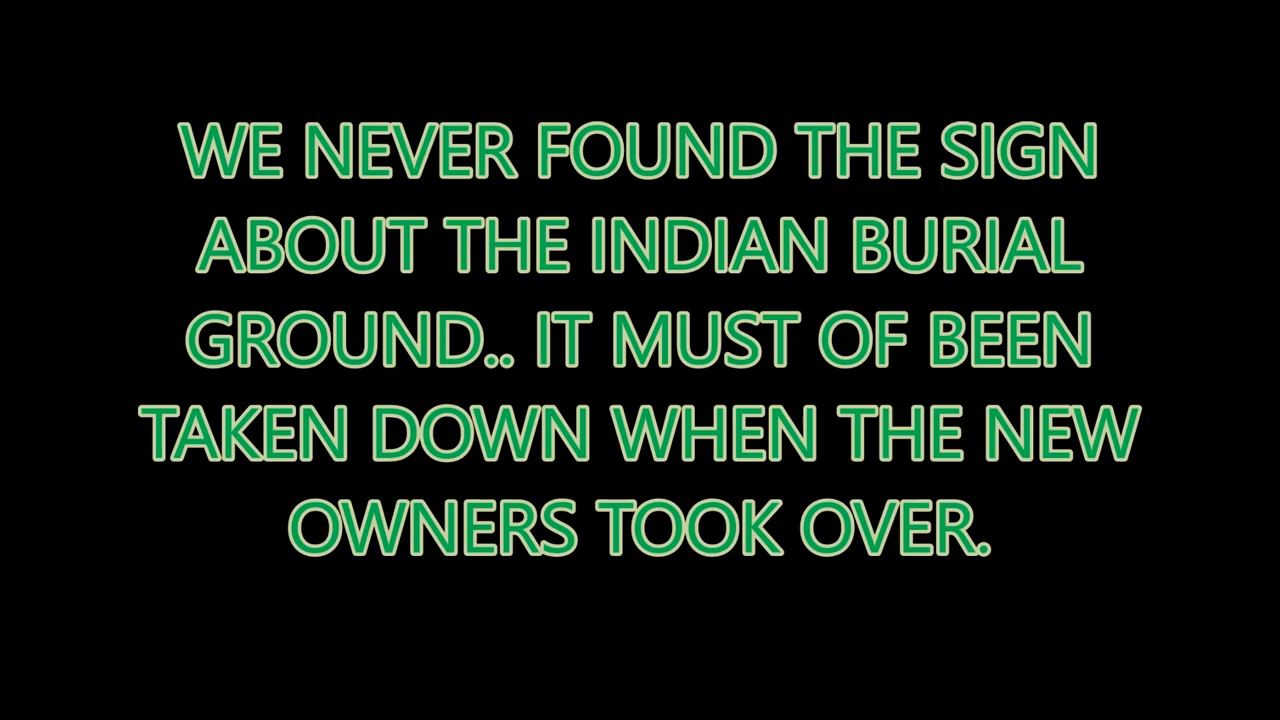 WE NEVER FOUND THE SIGN
ABOUT THE INDIAN BURIAL
GROUND.. IT MUST OF BEEN
TAKEN DOWN WHEN THE NEW
OWNERS TOOK OVER.